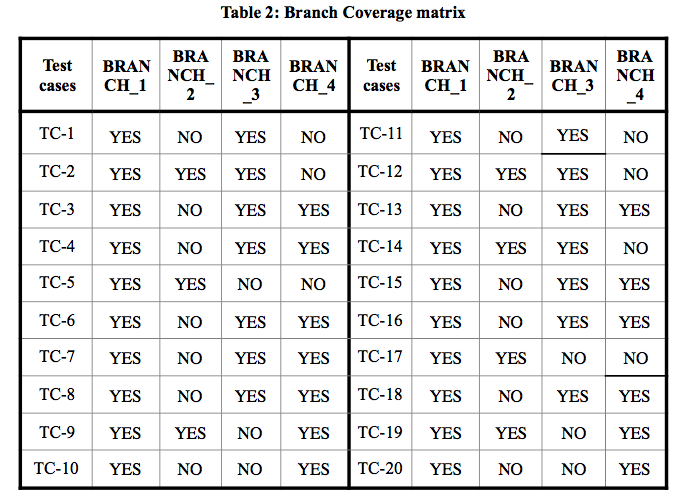 Table 2: Branch Coverage matrix
Test cases BRANCH_1 BRANCH_2 BRANCH_3 BRANCH_4 Test cases BRANCH_1 BRANCH_2 BRANCH_3 BRANCH_4
TC-1 YES NO YES NO TC-11 YES NO YES NO
TC-2 YES YES YES NO TC-12 YES YES YES NO
TC-3 YES NO YES YES TC-13 YES NO YES YES
TC-4 YES NO YES YES TC-14 YES YES YES NO
TC-5 YES YES NO NO TC-15 YES NO YES YES
TC-6 YES NO YES YES TC-16 YES NO YES YES
TC-7 YES NO YES YES TC-17 YES YES NO NO
TC-8 YES NO YES YES TC-18 YES NO YES YES
TC-9 YES YES NO YES TC-19 YES YES NO YES
TC-10 YES NO NO YES TC-20 YES NO NO YES